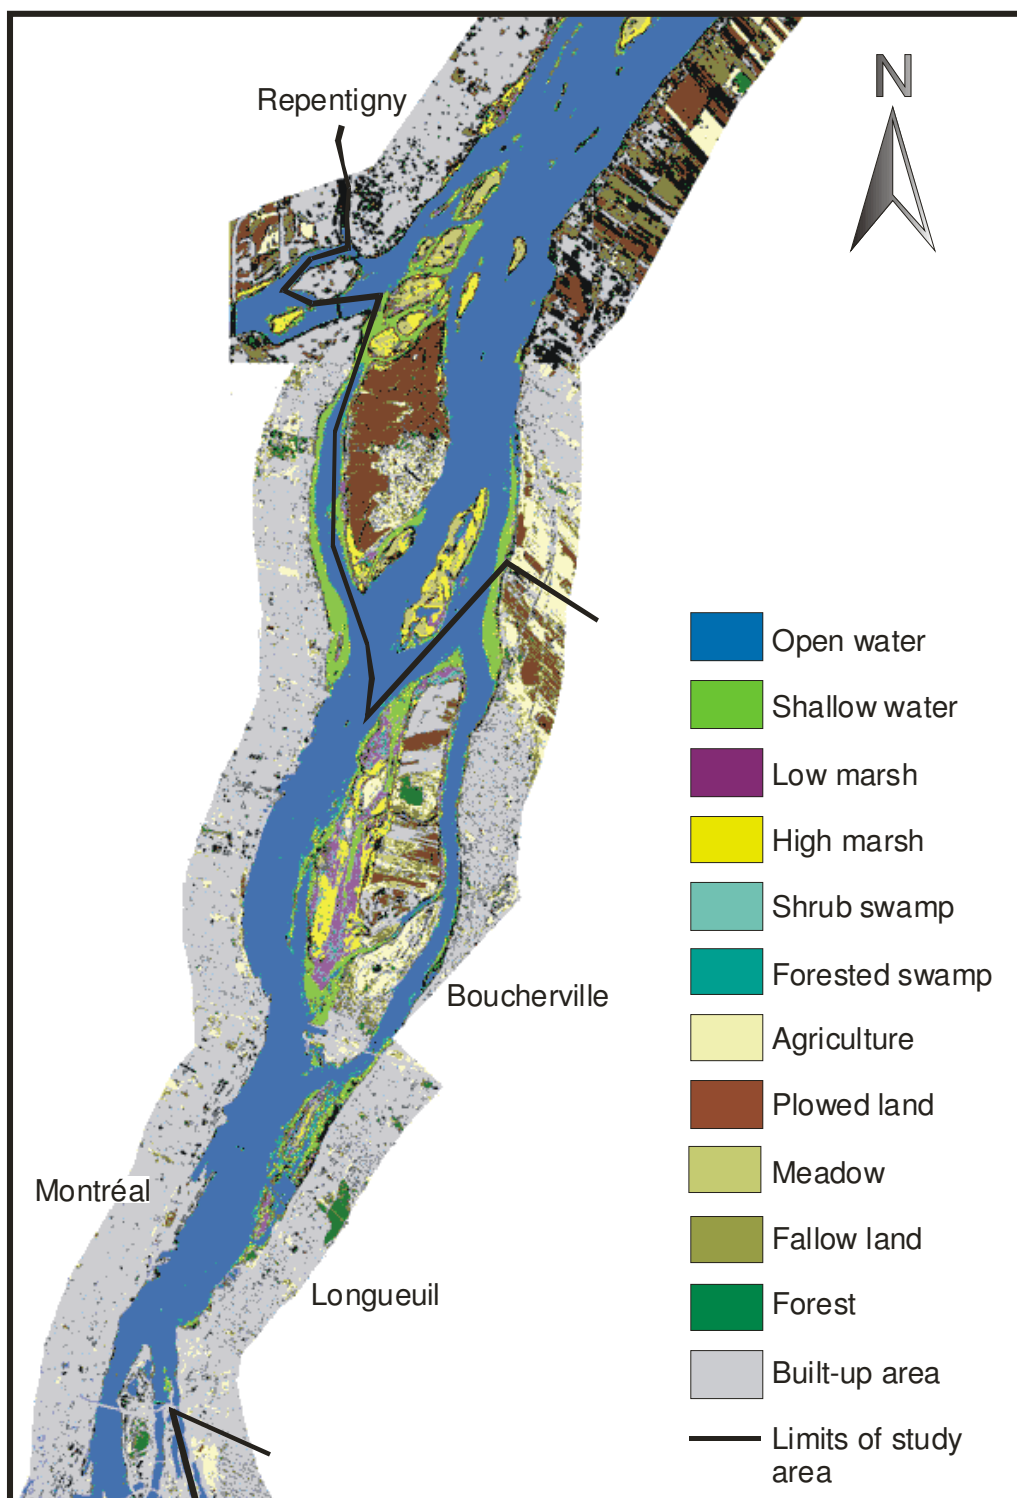 N
Repentigny
Open water
Shallow water
Low marsh
High marsh
Shrub swamp
Forested swamp
Boucherville
Agriculture
Plowed land
Meadow
Montréal
Fallow land
Longueuil
Forest
Built-up area
Limits of study
area